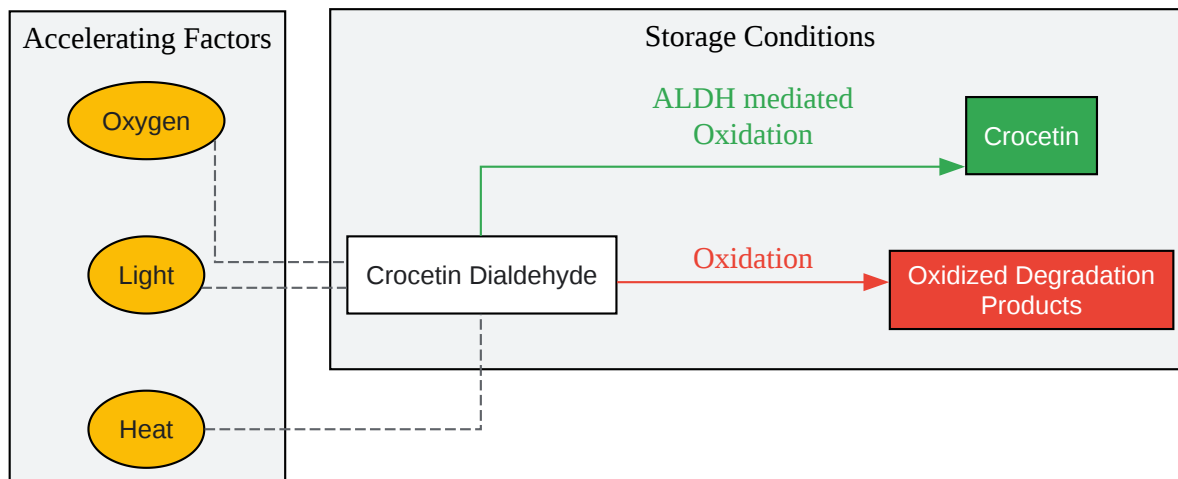 Accelerating Factors
Oxygen
Light
Heat
Storage Conditions
ALDH mediated
Oxidation
Crocetin
Crocetin Dialdehyde
Oxidation
Oxidized Degradation
Products